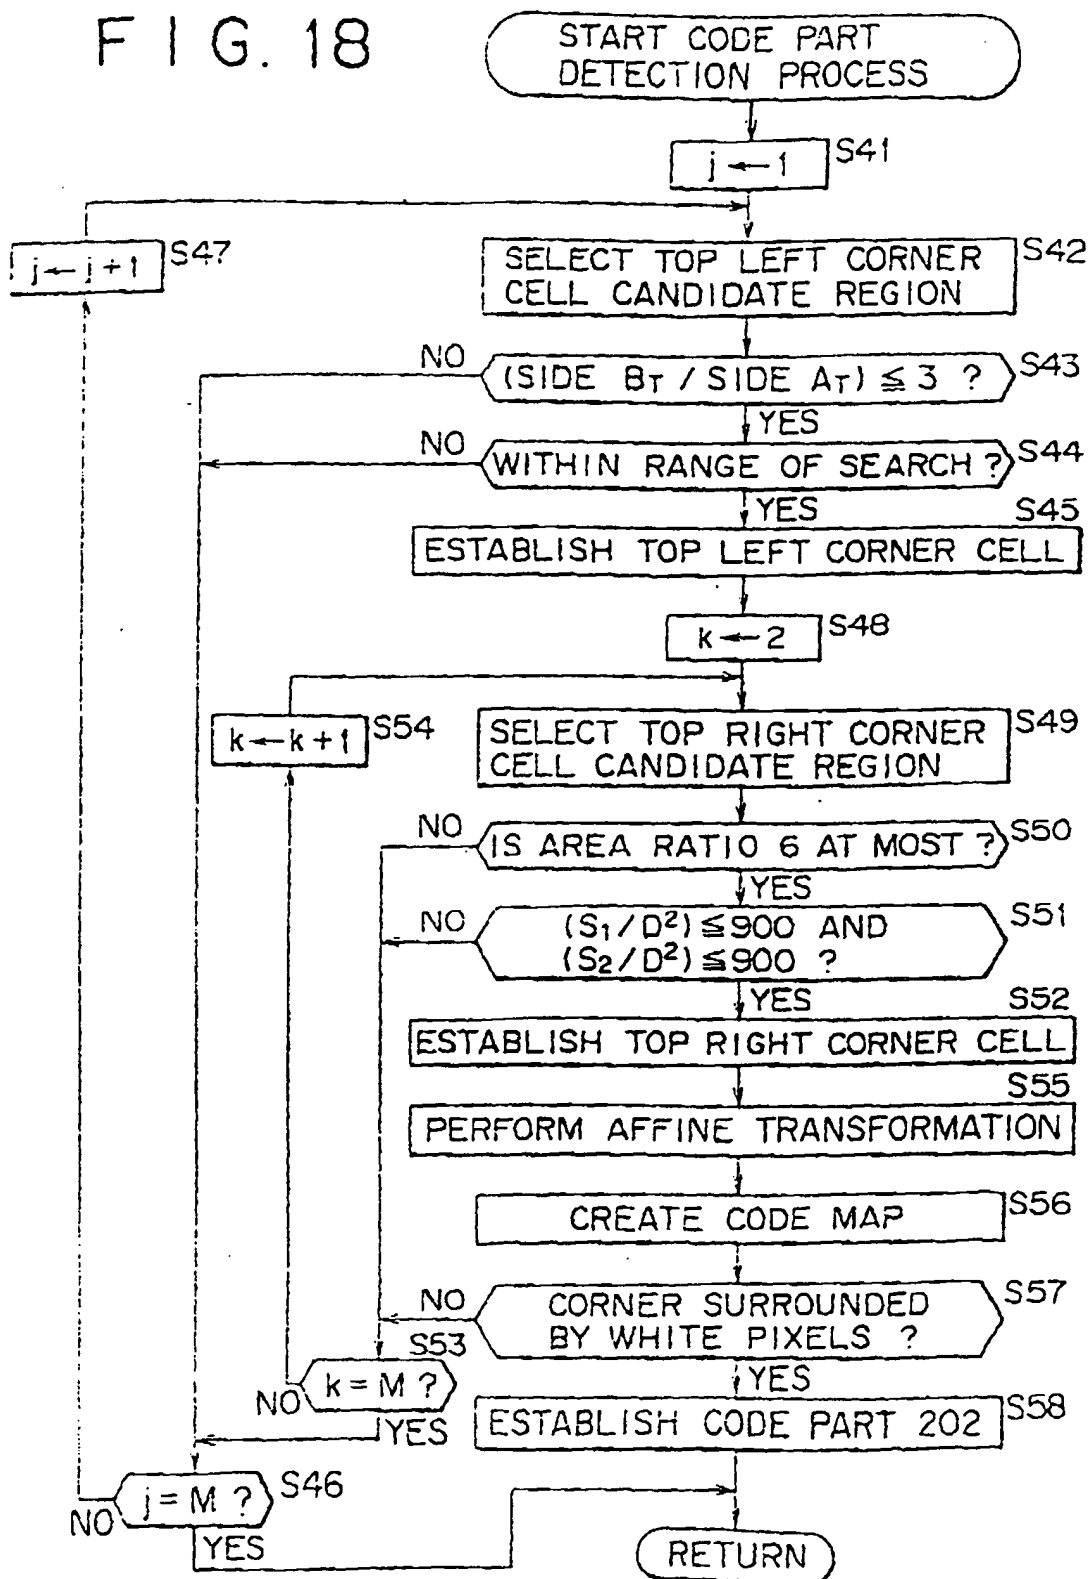 FIG. 18
START CODE PART
DETECTION PROCESS
j ← 1
S41
j ← j + 1
S47
SELECT TOP LEFT CORNER
CELL CANDIDATE REGION
S42
NO
(SIDE BT / SIDE AT) ≦ 3 ?
S43
YES
NO
WITHIN RANGE OF SEARCH ?
S44
YES
S45
ESTABLISH TOP LEFT CORNER CELL
k ← 2
S48
k ← k + 1
S54
SELECT TOP RIGHT CORNER
CELL CANDIDATE REGION
S49
NO
IS AREA RATIO 6 AT MOST ?
S50
YES
NO
(S1 / D²) ≦ 900 AND
(S2 / D²) ≦ 900 ?
S51
YES
S52
ESTABLISH TOP RIGHT CORNER CELL
S55
PERFORM AFFINE TRANSFORMATION
CREATE CODE MAP
S56
NO
CORNER SURROUNDED
BY WHITE PIXELS ?
S57
S53
k = M ?
NO
YES
YES
ESTABLISH CODE PART 202
S58
j = M ?
S46
NO
YES
RETURN